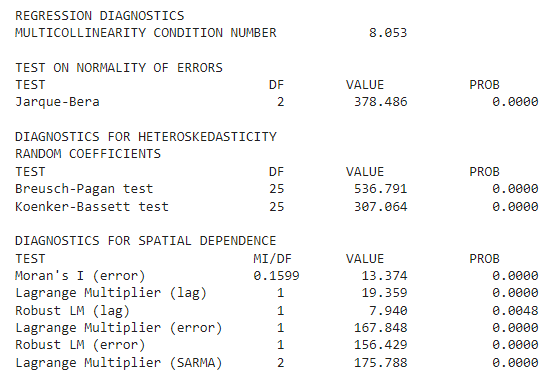 REGRESSION DIAGNOSTICS
MULTICOLLINEARITY CONDITION NUMBER 8.053
TEST ON NORMALITY OF ERRORS
TEST DF VALUE PROB
Jarque-Bera 2 378.486 0.0000
DIAGNOSTICS FOR HETEROSKEDASTICITY
RANDOM COEFFICIENTS
TEST DF VALUE PROB
Breusch-Pagan test 25 536.791 0.0000
Koenker-Bassett test 25 307.064 0.0000
DIAGNOSTICS FOR SPATIAL DEPENDENCE
TEST MI/DF VALUE PROB
Moran's I (error) 0.1599 13.374 0.0000
Lagrange Multiplier (lag) 1 19.359 0.0000
Robust LM (lag) 1 7.940 0.0048
Lagrange Multiplier (error) 1 167.848 0.0000
Robust LM (error) 1 156.429 0.0000
Lagrange Multiplier (SARMA) 2 175.788 0.0000